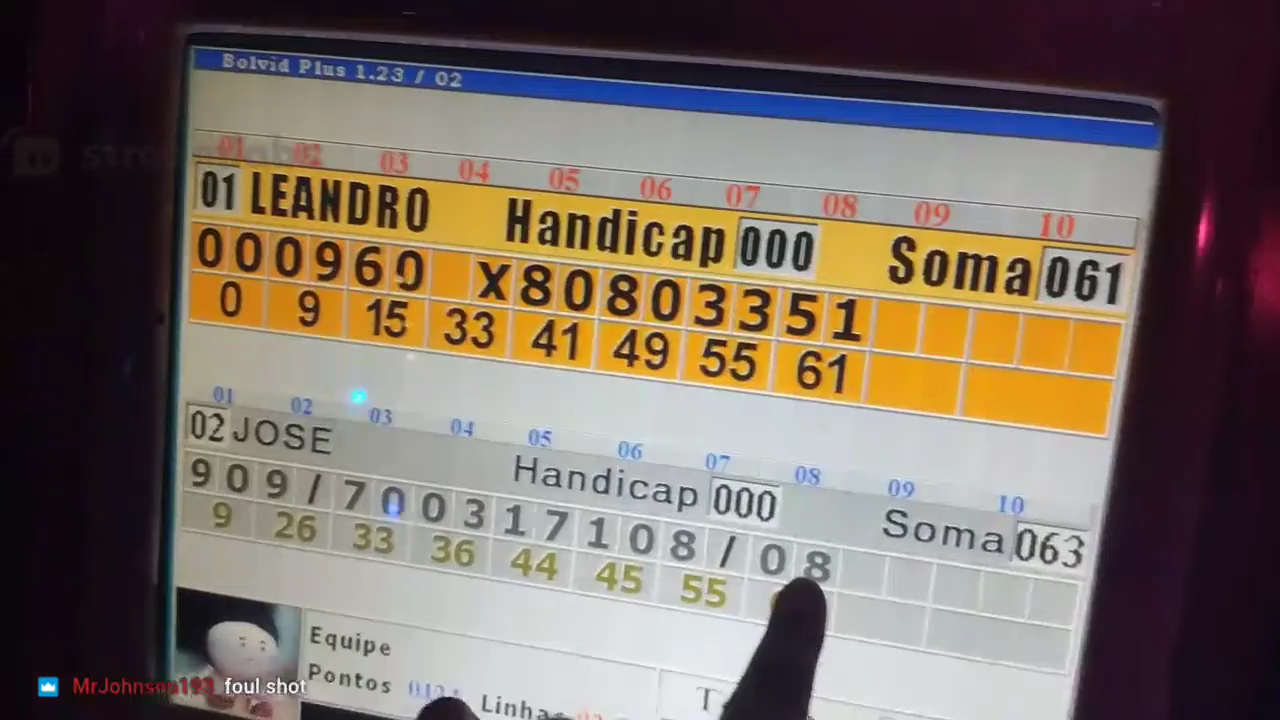 Bolvid Plus 1.23 / 02
01 02 03 04 05 06 07 08 09 10
01 LEANDRO Handicap 000 Soma 061
0 0 0 9 6 0 X 8 0 8 0 3 3 5 1
0 9 15 33 41 49 55 61
01 02 03 04 05 06 07 08 09 10
02 JOSE Handicap 000 Soma 063
9 0 9 / 7 0 0 3 1 7 1 0 8 / 0 8
9 26 33 36 44 45 55
Equipe
Pontos
Linhas
MrJohnson193 foul shot